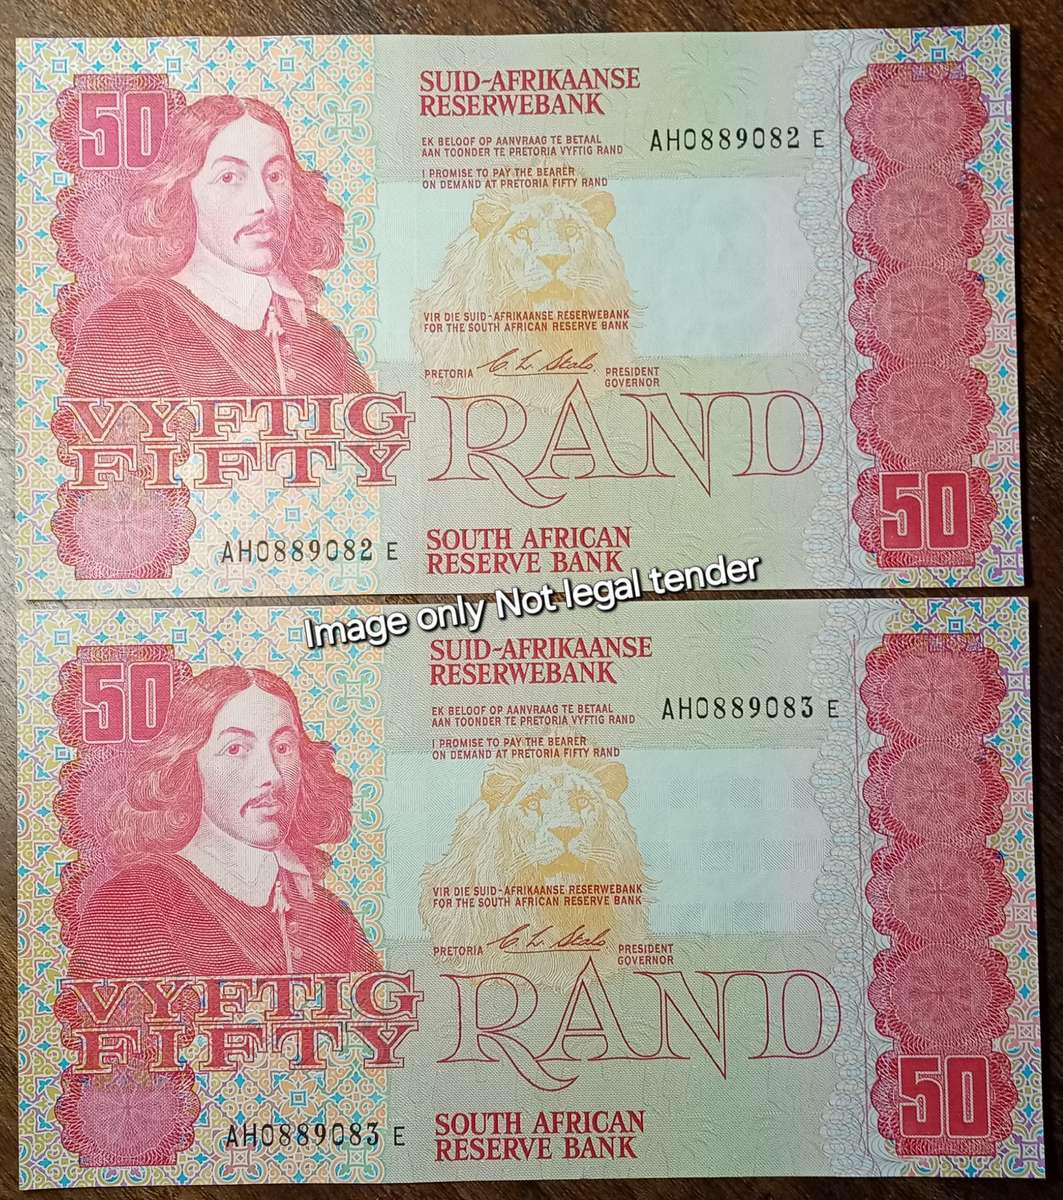 50
SUID-AFRIKAANSE
RESERWEBANK
EK BELOOF OP AANVRAAG TE BETAAL
AAN TOONDER TE PRETORIA VYFTIG RAND
AH0889082 E
I PROMISE TO PAY THE BEARER
ON DEMAND AT PRETORIA FIFTY RAND
VIR DIE SUID-AFRIKAANSE RESERWEBANK
FOR THE SOUTH AFRICAN RESERVE BANK
C. L. Stals
PRETORIA PRESIDENT
GOVERNOR
VYFTIG
FIFTY
RAND
50
AH0889082 E
SOUTH AFRICAN
RESERVE BANK
Image only Not legal tender
50
SUID-AFRIKAANSE
RESERWEBANK
EK BELOOF OP AANVRAAG TE BETAAL
AAN TOONDER TE PRETORIA VYFTIG RAND
AH0889083 E
I PROMISE TO PAY THE BEARER
ON DEMAND AT PRETORIA FIFTY RAND
VIR DIE SUID-AFRIKAANSE RESERWEBANK
FOR THE SOUTH AFRICAN RESERVE BANK
C. L. Stals
PRETORIA PRESIDENT
GOVERNOR
VYFTIG
FIFTY
RAND
50
AH0889083 E
SOUTH AFRICAN
RESERVE BANK